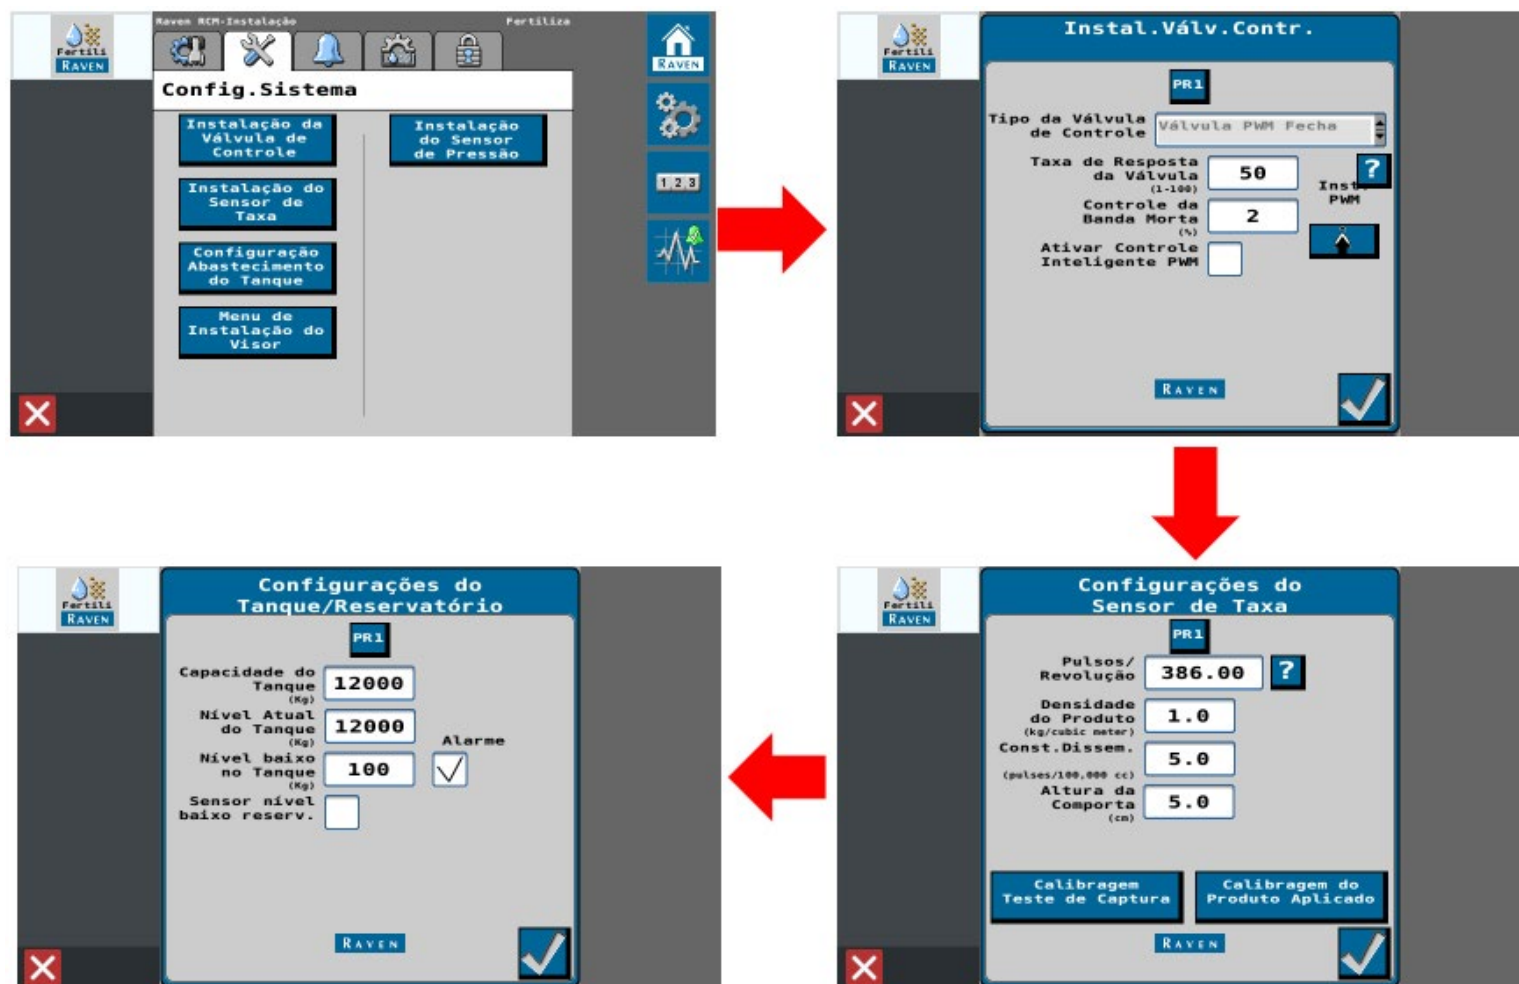 Fertili
RAVEN
Raven RCM-Instalação
Fertiliza
Config.Sistema
Instalação da
Válvula de
Controle
Instalação do
Sensor de
Taxa
Configuração
Abastecimento
do Tanque
Menu de
Instalação do
Visor
Instalação
do Sensor
de Pressão
RAVEN
1 2 3
Fertili
RAVEN
Instal.Válv.Contr.
PR1
Tipo da Válvula
de Controle
Válvula PWM Fecha
Taxa de Resposta
da Válvula
(1-100)
50
?
Inst.
PWM
Controle da
Banda Morta
(%)
2
Ativar Controle
Inteligente PWM
RAVEN
Fertili
RAVEN
Configurações do
Tanque/Reservatório
PR1
Capacidade do
Tanque
(Kg)
12000
Nível Atual
do Tanque
(Kg)
12000
Alarme
Nível baixo
no Tanque
(Kg)
100
Sensor nível
baixo reserv.
RAVEN
Fertili
RAVEN
Configurações do
Sensor de Taxa
PR1
Pulsos/
Revolução
386.00
?
Densidade
do Produto
(kg/cubic meter)
1.0
Const.Dissem.
(pulses/100,000 cc)
5.0
Altura da
Comporta
(cm)
5.0
Calibragem
Teste de Captura
Calibragem do
Produto Aplicado
RAVEN